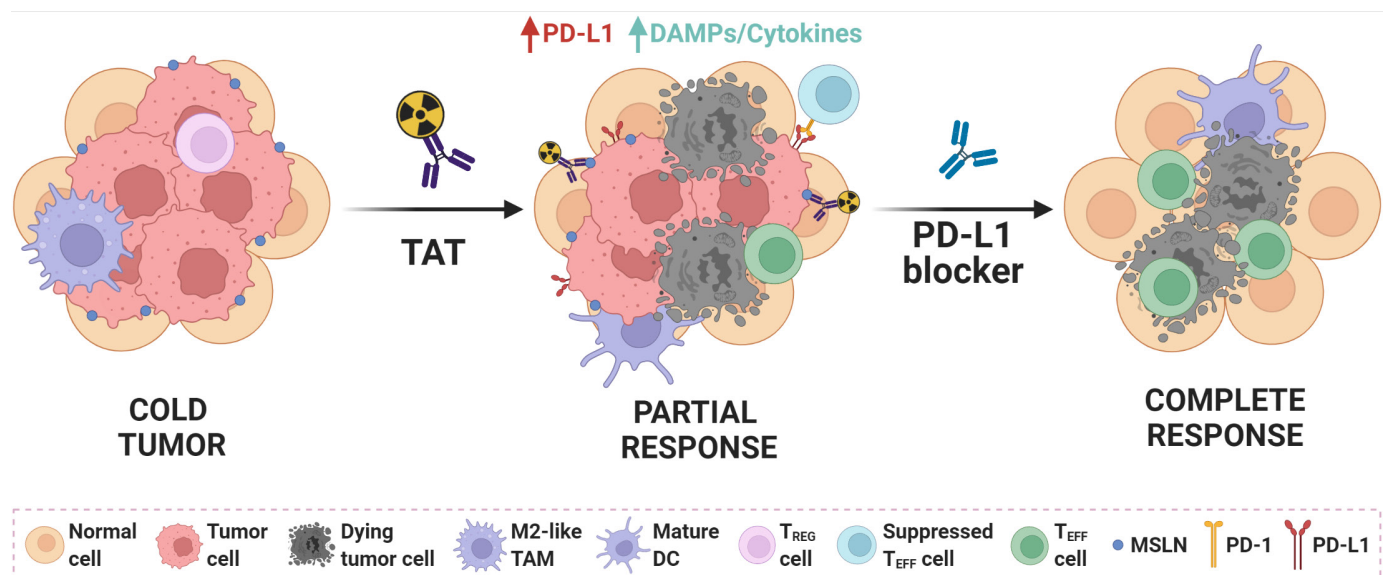 PD-L1 DAMPs/Cytokines
TAT
PD-L1
blocker
COLD
TUMOR
PARTIAL
RESPONSE
COMPLETE
RESPONSE
Normal
cell
Tumor
cell
Dying
tumor cell
M2-like
TAM
Mature
DC
TREG
cell
Suppressed
TEFF cell
TEFF
cell
MSLN
PD-1
PD-L1